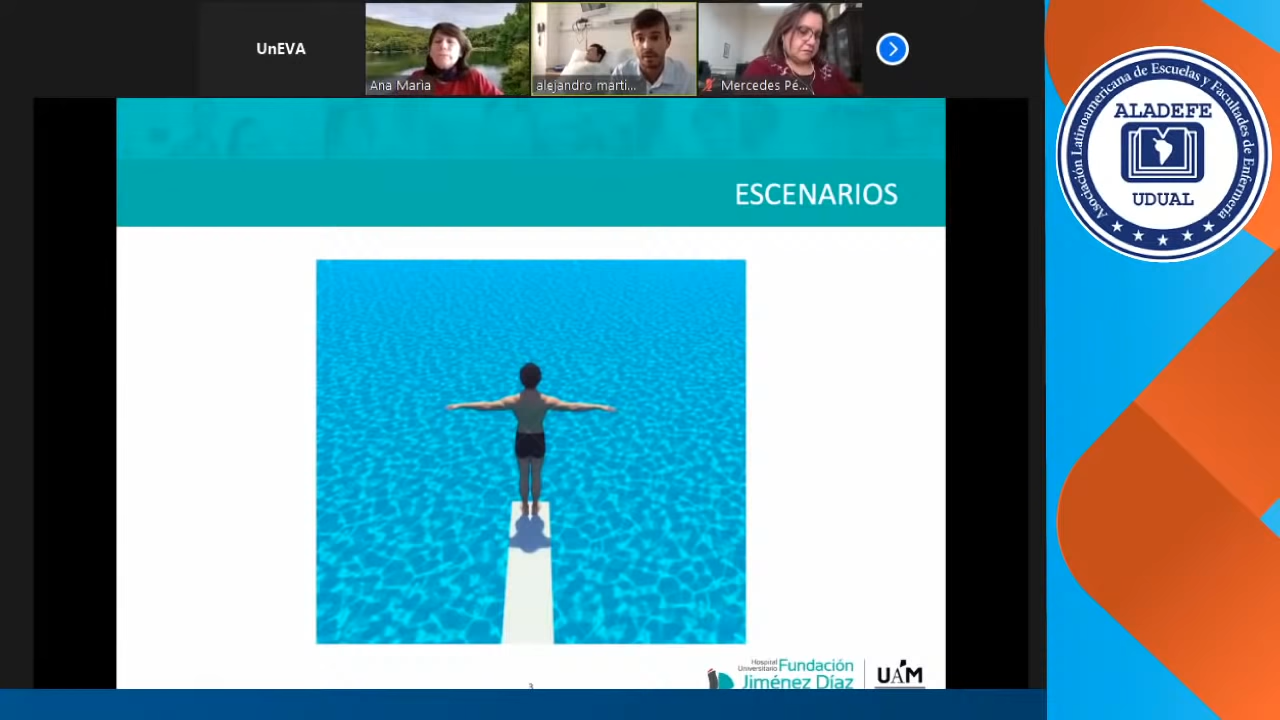 UnEVA
Ana Maria
alejandro marti...
Mercedes Pé...
ESCENARIOS
Hospital
Universitario
Fundación
Jiménez Díaz
UAM
3
Asociación Latinoamericana de Escuelas y Facultades de Enfermería
ALADEFE
UDUAL